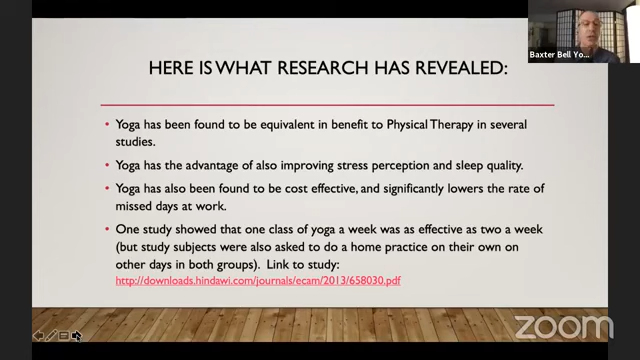 Baxter Bell Yo...
HERE IS WHAT RESEARCH HAS REVEALED:
• Yoga has been found to be equivalent in benefit to Physical Therapy in several
studies.
• Yoga has the advantage of also improving stress perception and sleep quality.
• Yoga has also been found to be cost effective, and significantly lowers the rate of
missed days at work.
• One study showed that one class of yoga a week was as effective as two a week
(but study subjects were also asked to do a home practice on their own on
other days in both groups). Link to study:
http://downloads.hindawi.com/journals/ecam/2013/658030.pdf
zoom